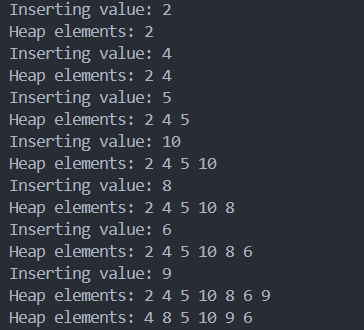 Inserting value: 2
Heap elements: 2
Inserting value: 4
Heap elements: 2 4
Inserting value: 5
Heap elements: 2 4 5
Inserting value: 10
Heap elements: 2 4 5 10
Inserting value: 8
Heap elements: 2 4 5 10 8
Inserting value: 6
Heap elements: 2 4 5 10 8 6
Inserting value: 9
Heap elements: 2 4 5 10 8 6 9
Heap elements: 4 8 5 10 9 6